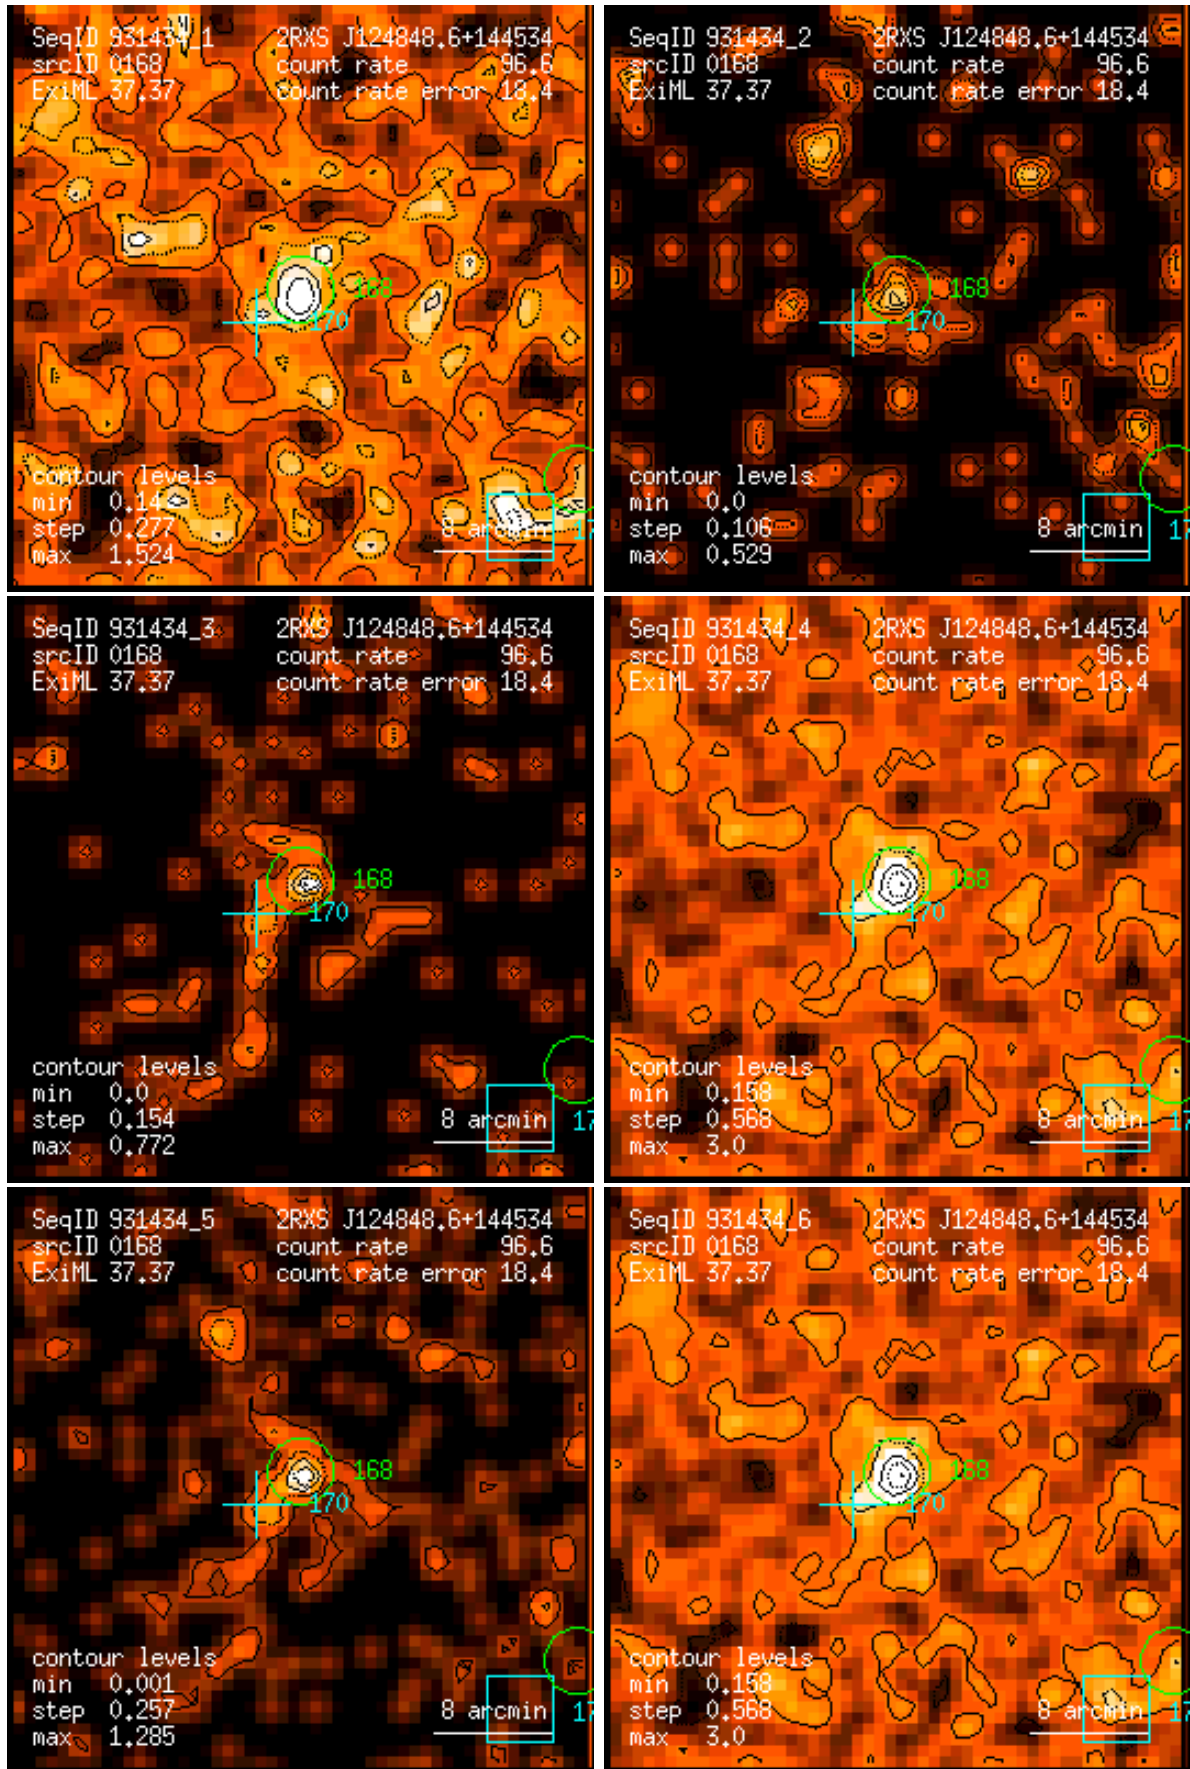 SeqID 931434_1 2RXS J124848.6+144534
srcID 0168 count rate 96.6
ExiML 37.37 count rate error 18.4
168
170
contour levels
min 0.14
step 0.277
max 1.524
8 arcmin
17
SeqID 931434_2 2RXS J124848.6+144534
srcID 0168 count rate 96.6
ExiML 37.37 count rate error 18.4
168
170
contour levels
min 0.0
step 0.106
max 0.529
8 arcmin
17
SeqID 931434_3 2RXS J124848.6+144534
srcID 0168 count rate 96.6
ExiML 37.37 count rate error 18.4
168
170
contour levels
min 0.0
step 0.154
max 0.772
8 arcmin
17
SeqID 931434_4 2RXS J124848.6+144534
srcID 0168 count rate 96.6
ExiML 37.37 count rate error 18.4
168
170
contour levels
min 0.158
step 0.568
max 3.0
8 arcmin
17
SeqID 931434_5 2RXS J124848.6+144534
srcID 0168 count rate 96.6
ExiML 37.37 count rate error 18.4
168
170
contour levels
min 0.001
step 0.257
max 1.285
8 arcmin
17
SeqID 931434_6 2RXS J124848.6+144534
srcID 0168 count rate 96.6
ExiML 37.37 count rate error 18.4
168
170
contour levels
min 0.158
step 0.568
max 3.0
8 arcmin
17